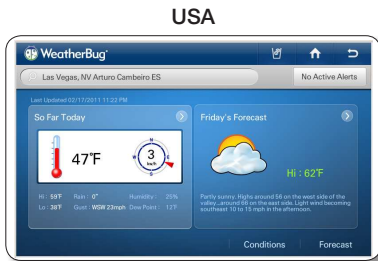 USA
WeatherBug
Las Vegas, NV Arturo Cambeiro ES
No Active Alerts
Last Updated 02/17/2011 11:22 PM
So Far Today
Friday's Forecast
47°F
N
W
E
S
3
mph
Hi : 62°F
Hi : 59°F Rain : 0" Humidity : 25%
Lo : 38°F Gust : WSW 23mph Dew Point : 12°F
Partly sunny. Highs around 56 on the west side of the
valley...around 66 on the east side. Light wind becoming
southeast 10 to 15 mph in the afternoon.
Conditions
Forecast